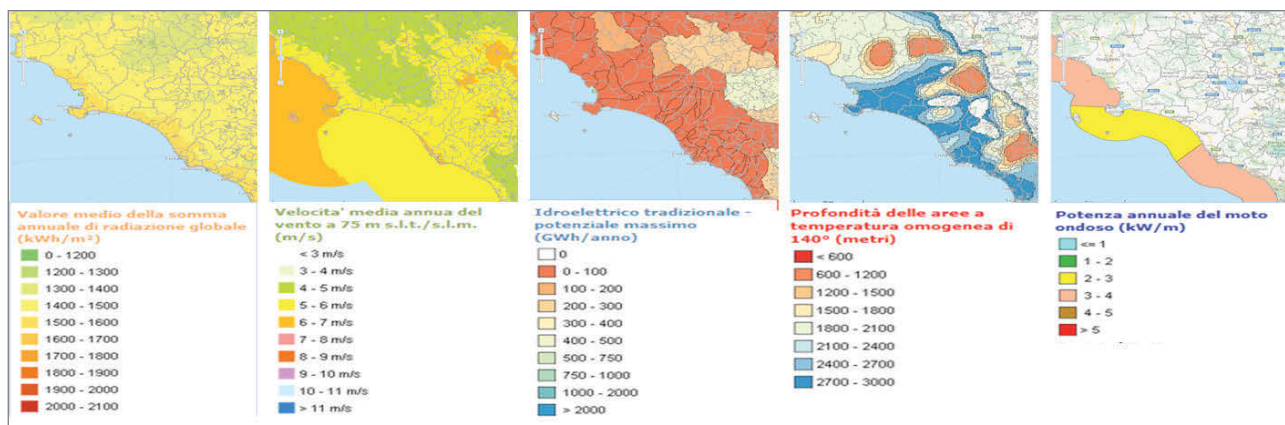 Valore medio della somma
annuale di radiazione globale
(kWh/m²)
0 - 1200
1200 - 1300
1300 - 1400
1400 - 1500
1500 - 1600
1600 - 1700
1700 - 1800
1800 - 1900
1900 - 2000
2000 - 2100
Velocita' media annua del
vento a 75 m s.l.t./s.l.m.
(m/s)
< 3 m/s
3 - 4 m/s
4 - 5 m/s
5 - 6 m/s
6 - 7 m/s
7 - 8 m/s
8 - 9 m/s
9 - 10 m/s
10 - 11 m/s
> 11 m/s
Idroelettrico tradizionale -
potenziale massimo
(GWh/anno)
0
0 - 100
100 - 200
200 - 300
300 - 400
400 - 500
500 - 750
750 - 1000
1000 - 2000
> 2000
Profondità delle aree a
temperatura omogenea di
140° (metri)
< 600
600 - 1200
1200 - 1500
1500 - 1800
1800 - 2100
2100 - 2400
2400 - 2700
2700 - 3000
Potenza annuale del moto
ondoso (kW/m)
<= 1
1 - 2
2 - 3
3 - 4
4 - 5
> 5